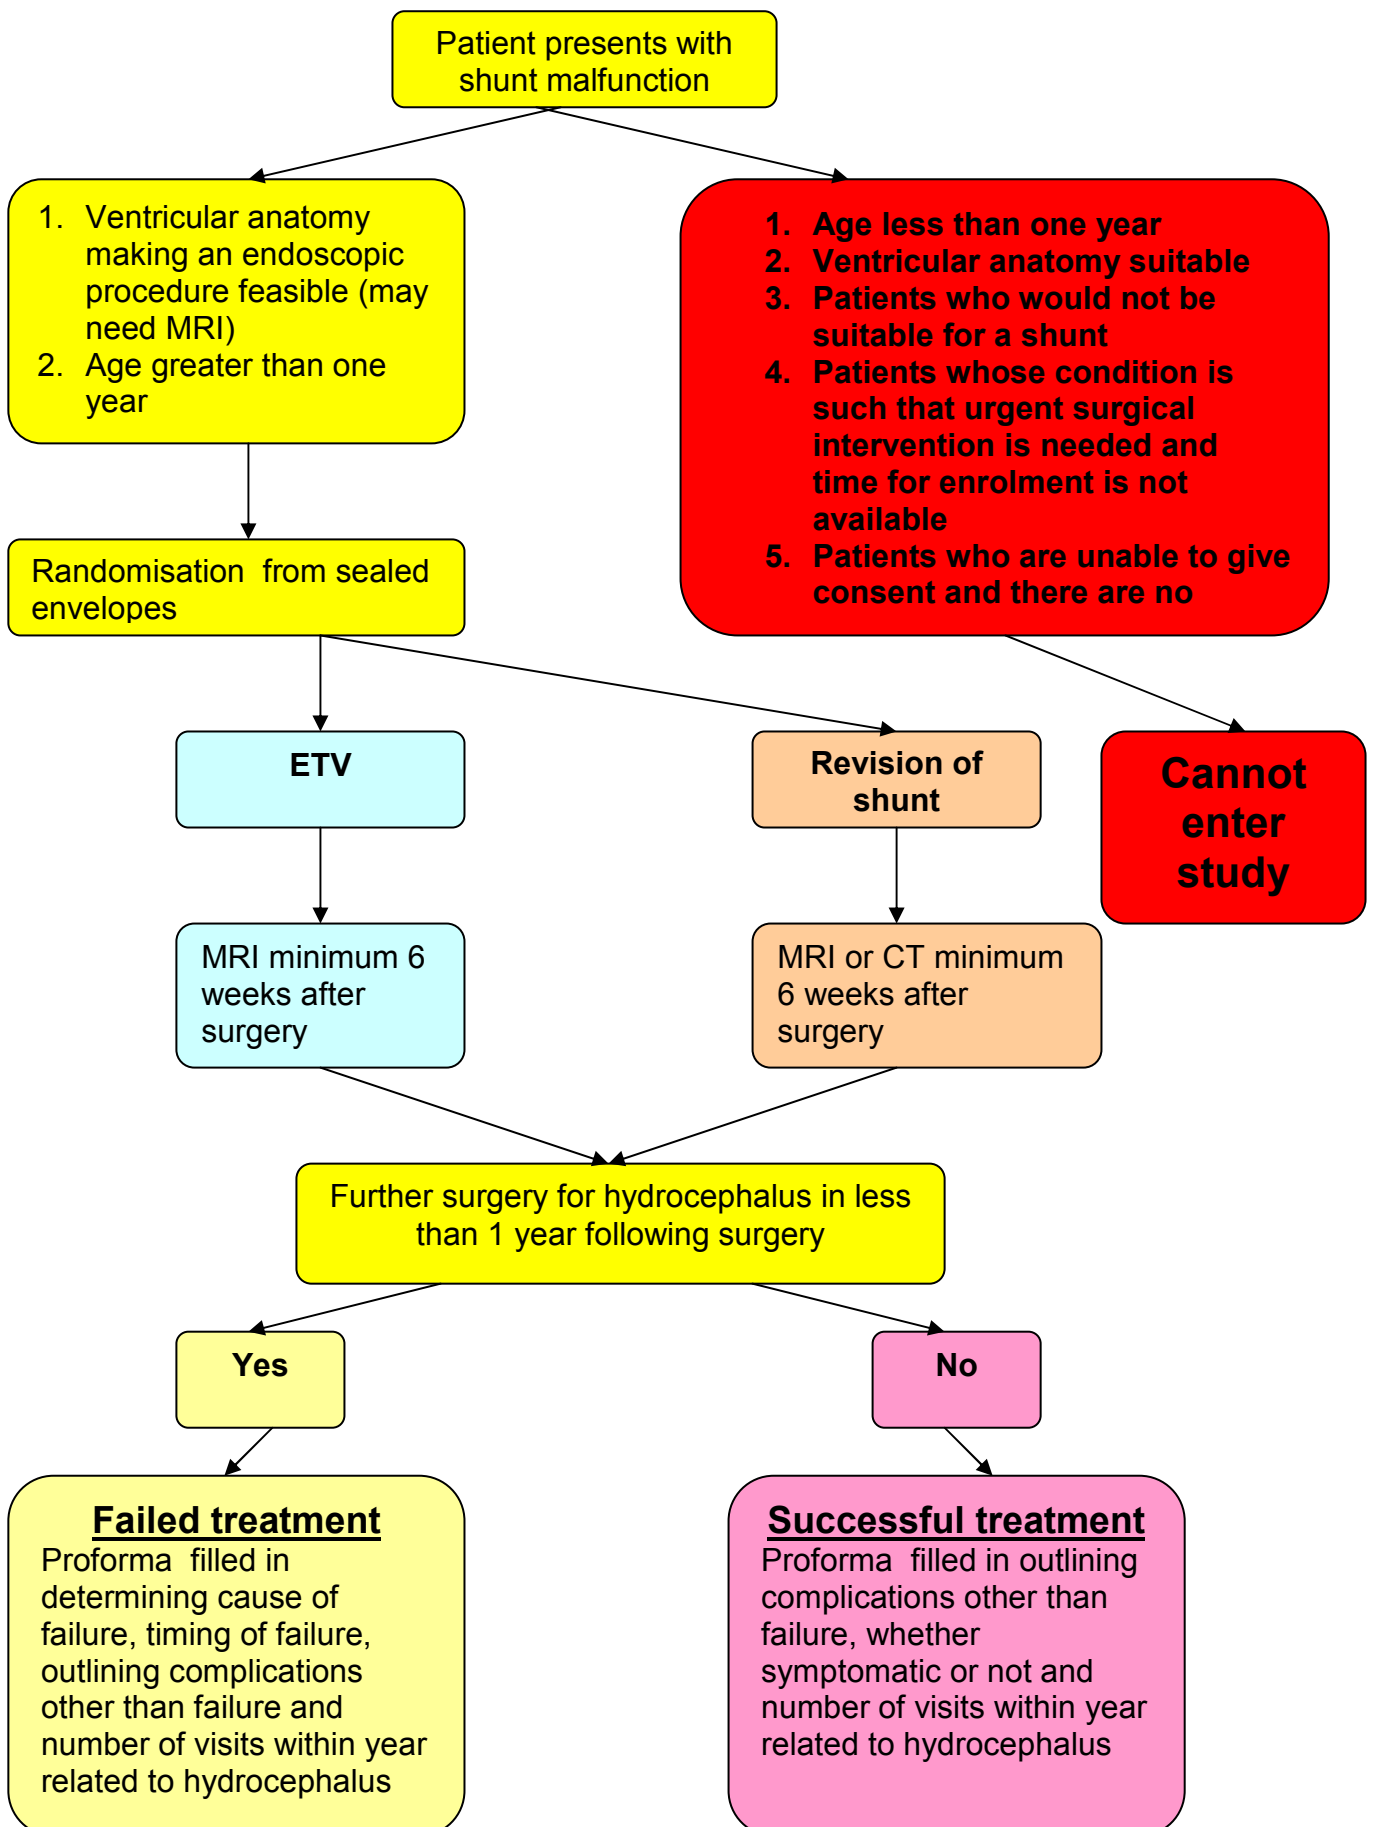 Patient presents with
shunt malfunction
1. Ventricular anatomy
making an endoscopic
procedure feasible (may
need MRI)
2. Age greater than one
year
1. Age less than one year
2. Ventricular anatomy suitable
3. Patients who would not be
suitable for a shunt
4. Patients whose condition is
such that urgent surgical
intervention is needed and
time for enrolment is not
available
5. Patients who are unable to give
consent and there are no
Randomisation from sealed
envelopes
ETV
Revision of
shunt
Cannot
enter
study
MRI minimum 6
weeks after
surgery
MRI or CT minimum
6 weeks after
surgery
Further surgery for hydrocephalus in less
than 1 year following surgery
Yes
No
Failed treatment
Proforma filled in
determining cause of
failure, timing of failure,
outlining complications
other than failure and
number of visits within year
related to hydrocephalus
Successful treatment
Proforma filled in outlining
complications other than
failure, whether
symptomatic or not and
number of visits within year
related to hydrocephalus